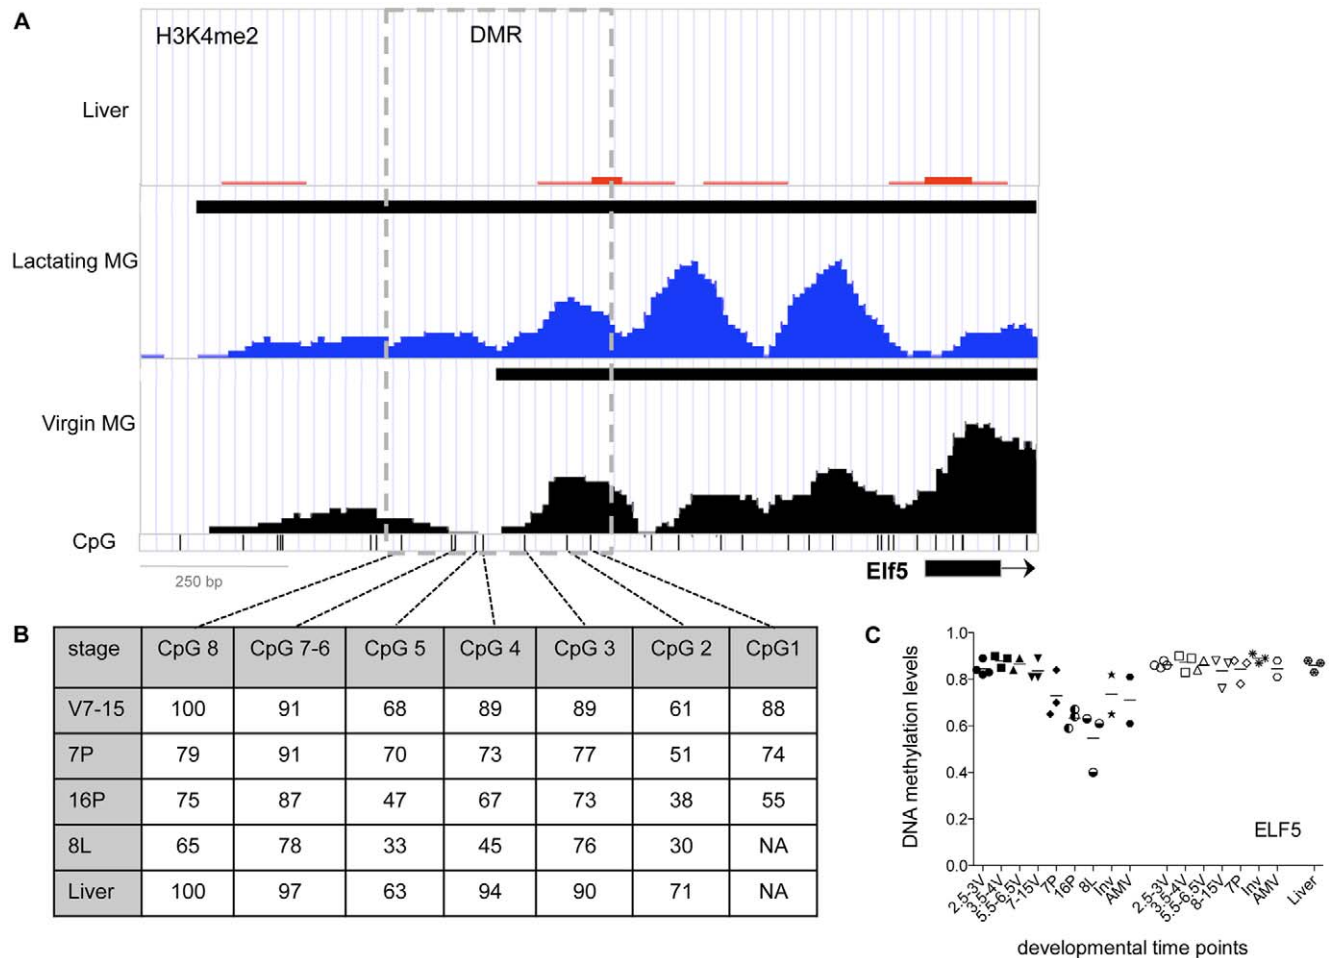 A
H3K4me2
DMR
Liver
Lactating MG
Virgin MG
CpG
250 bp
Elf5
B
stage CpG 8 CpG 7-6 CpG 5 CpG 4 CpG 3 CpG 2 CpG1
V7-15 100 91 68 89 89 61 88
7P 79 91 70 73 77 51 74
16P 75 87 47 67 73 38 55
8L 65 78 33 45 76 30 NA
Liver 100 97 63 94 90 71 NA
C
DNA methylation levels
1.0
0.8
0.6
0.4
0.2
0.0
ELF5
2.5-3V 3.5-4V 5.5-6.5V 7-15V 7P 16P 8L Inv AMV 2.5-3V 3.5-4V 5.5-6.5V 8-15V 7P Inv AMV Liver
developmental time points